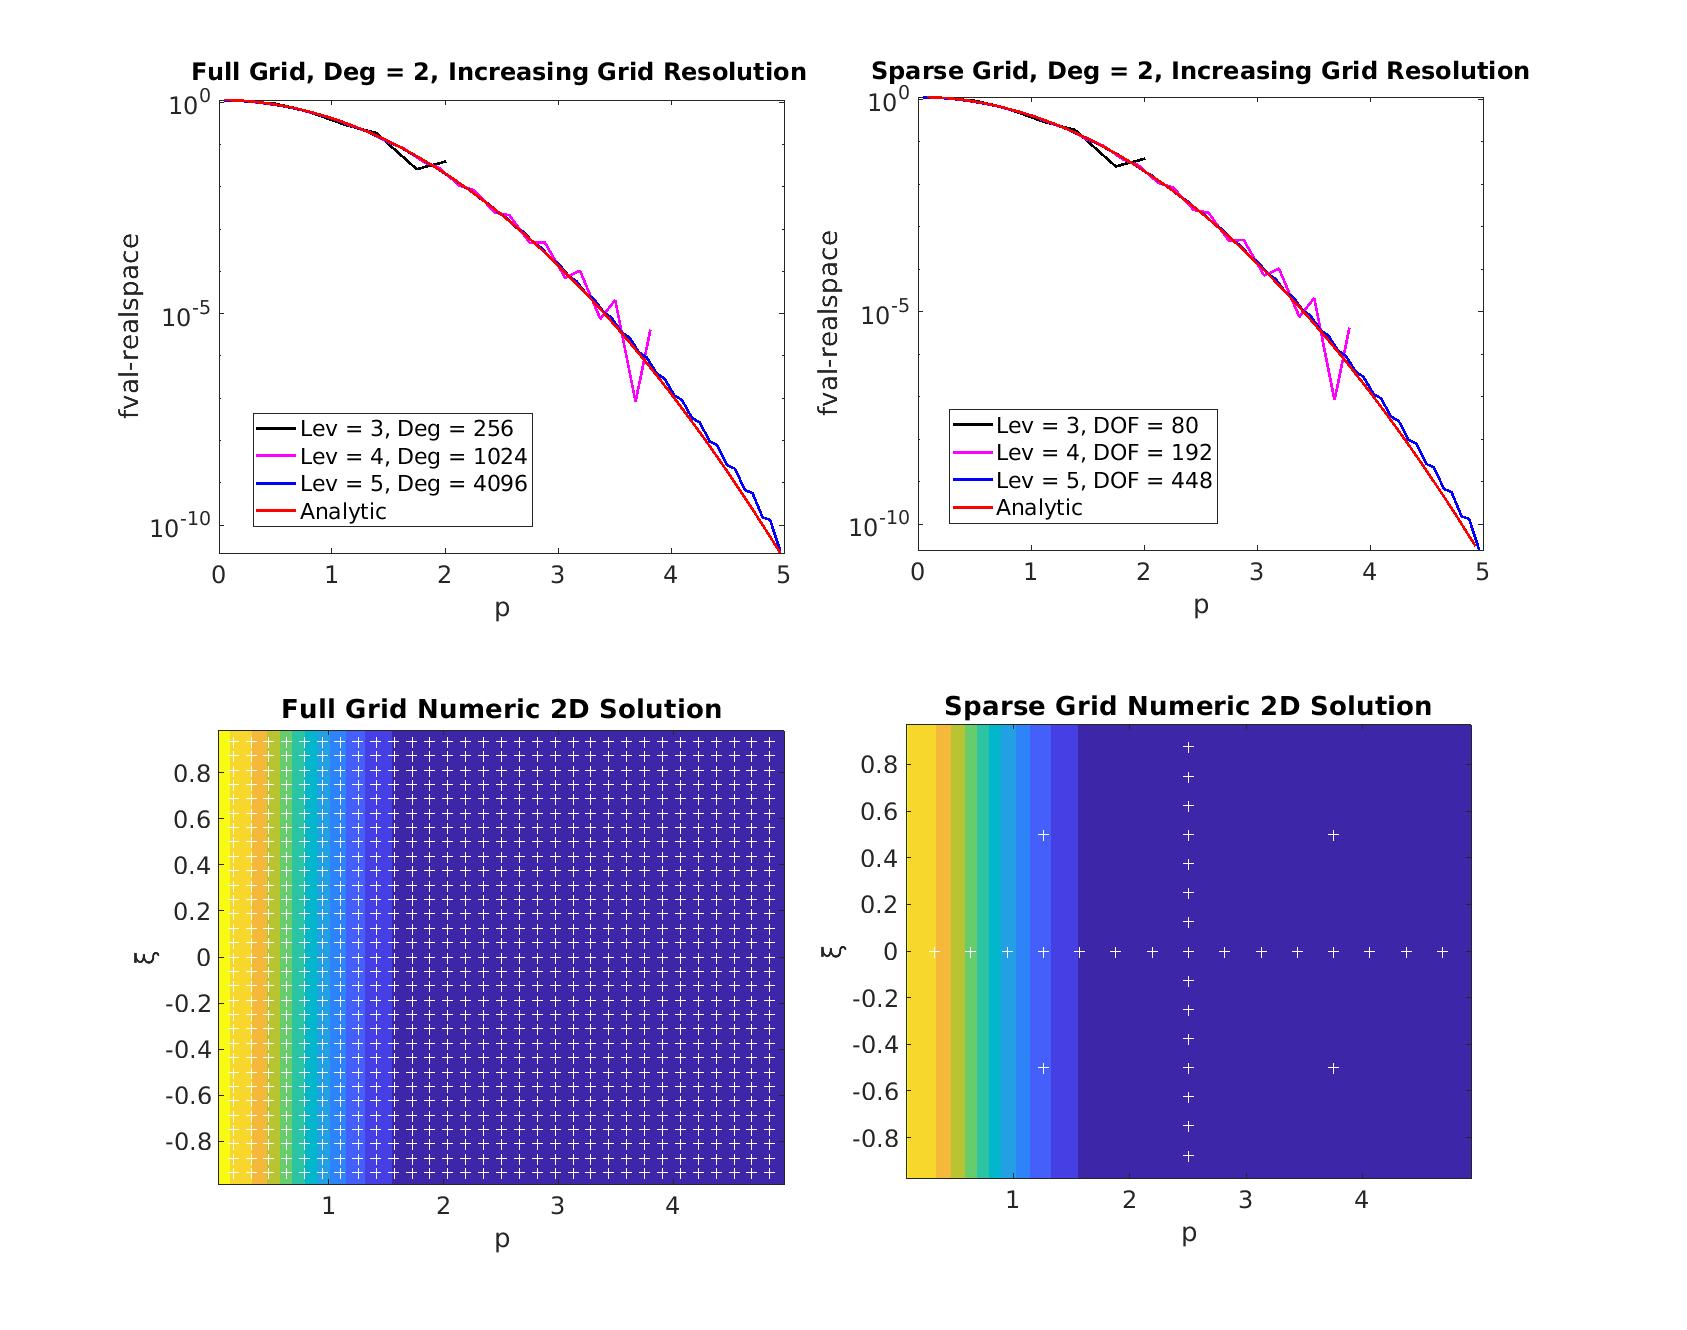 Full Grid, Deg = 2, Increasing Grid Resolution
10^0
10^-5
10^-10
fval-realspace
Lev = 3, Deg = 256
Lev = 4, Deg = 1024
Lev = 5, Deg = 4096
Analytic
0 1 2 3 4 5
p
Sparse Grid, Deg = 2, Increasing Grid Resolution
10^0
10^-5
10^-10
fval-realspace
Lev = 3, DOF = 80
Lev = 4, DOF = 192
Lev = 5, DOF = 448
Analytic
0 1 2 3 4 5
p
Full Grid Numeric 2D Solution
0.8
0.6
0.4
0.2
0
-0.2
-0.4
-0.6
-0.8
ξ
1 2 3 4
p
Sparse Grid Numeric 2D Solution
0.8
0.6
0.4
0.2
0
-0.2
-0.4
-0.6
-0.8
ξ
1 2 3 4
p